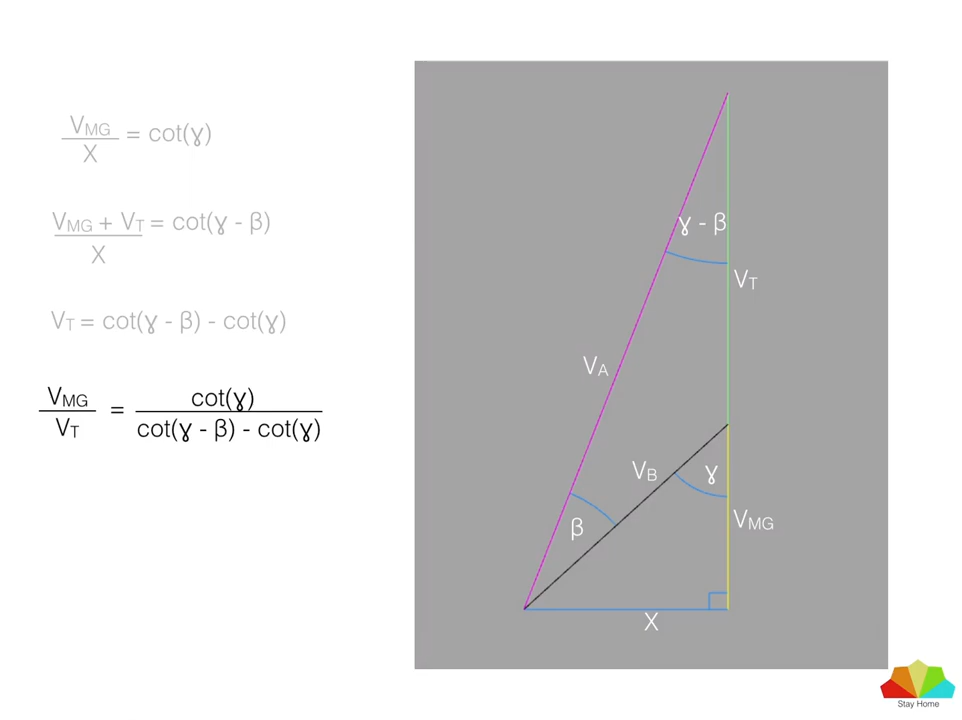 VMG
X
= cot(ɣ)
VMG + VT = cot(ɣ - β)
X
VT = cot(ɣ - β) - cot(ɣ)
VMG
VT
=
cot(ɣ)
cot(ɣ - β) - cot(ɣ)
ɣ - β
VT
VA
VB
ɣ
β
VMG
X
Stay Home